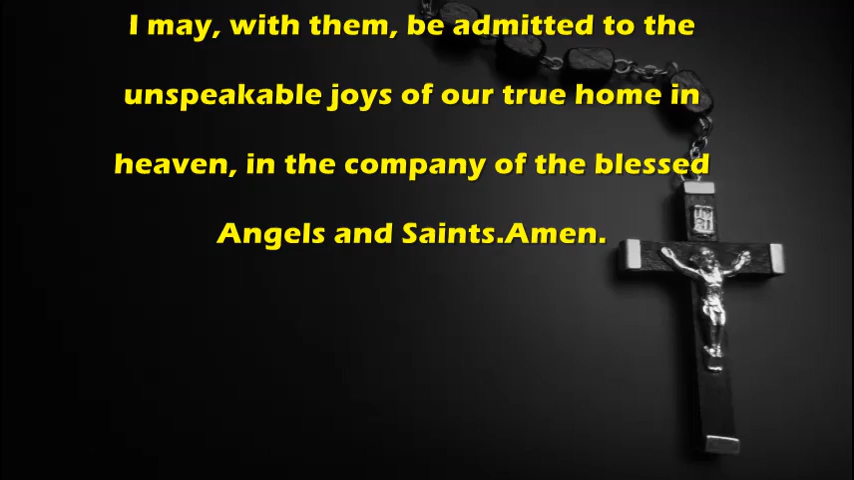 I may, with them, be admitted to the
unspeakable joys of our true home in
heaven, in the company of the blessed
Angels and Saints.Amen.